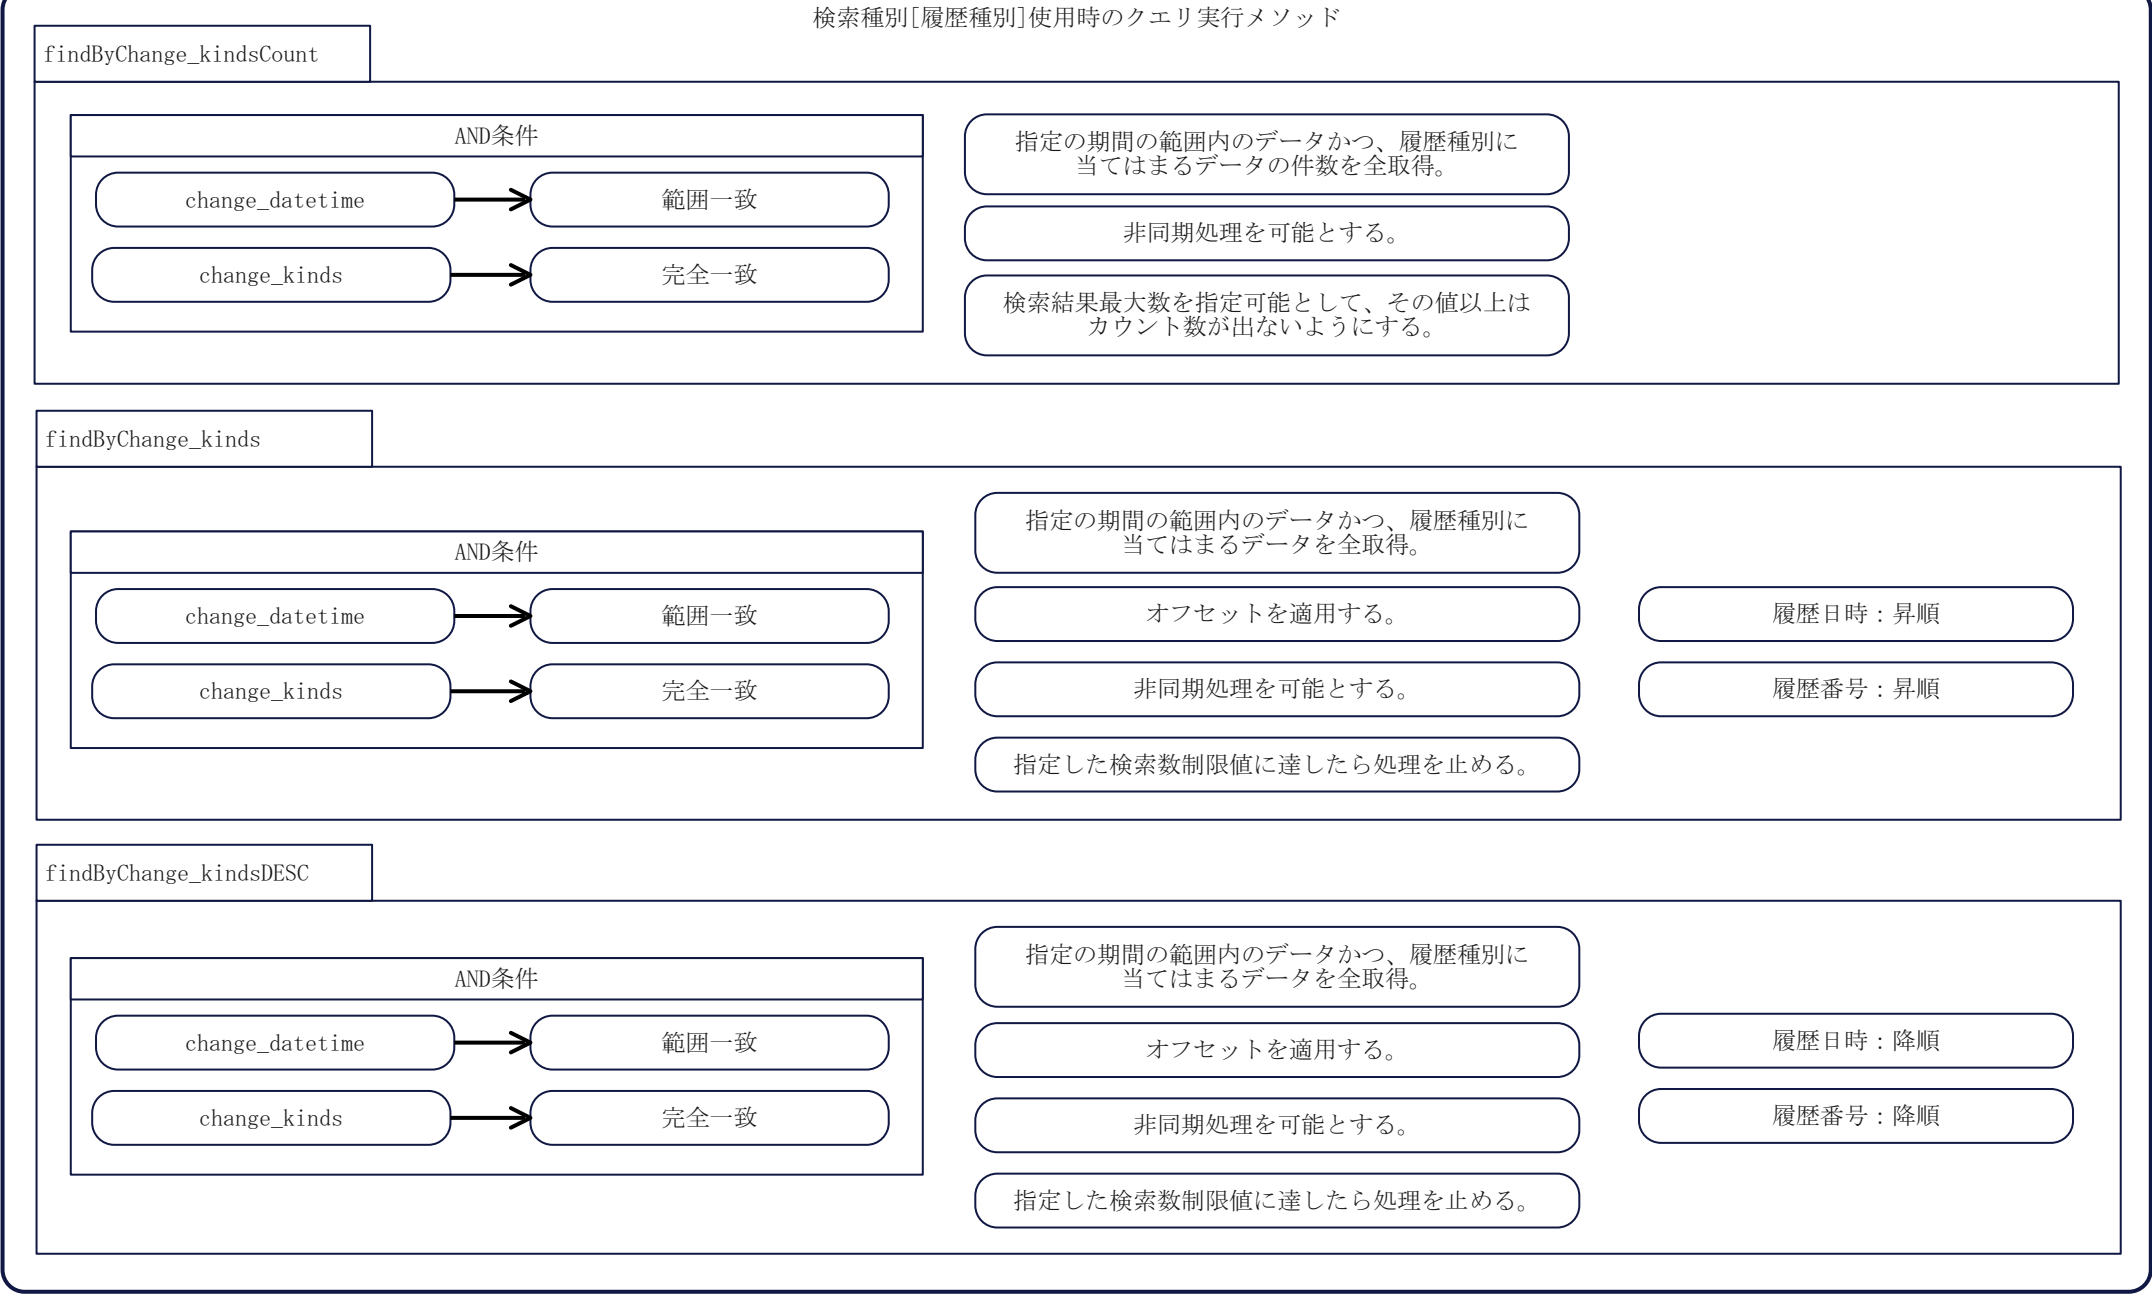 検索種別[履歴種別]使用時のクエリ実行メソッド
findByChange_kindsCount
AND条件
change_datetime
範囲一致
change_kinds
完全一致
指定の期間の範囲内のデータかつ、履歴種別に
当てはまるデータの件数を全取得。
非同期処理を可能とする。
検索結果最大数を指定可能として、その値以上は
カウント数が出ないようにする。
findByChange_kinds
AND条件
change_datetime
範囲一致
change_kinds
完全一致
指定の期間の範囲内のデータかつ、履歴種別に
当てはまるデータを全取得。
オフセットを適用する。
非同期処理を可能とする。
指定した検索数制限値に達したら処理を止める。
履歴日時：昇順
履歴番号：昇順
findByChange_kindsDESC
AND条件
change_datetime
範囲一致
change_kinds
完全一致
指定の期間の範囲内のデータかつ、履歴種別に
当てはまるデータを全取得。
オフセットを適用する。
非同期処理を可能とする。
指定した検索数制限値に達したら処理を止める。
履歴日時：降順
履歴番号：降順